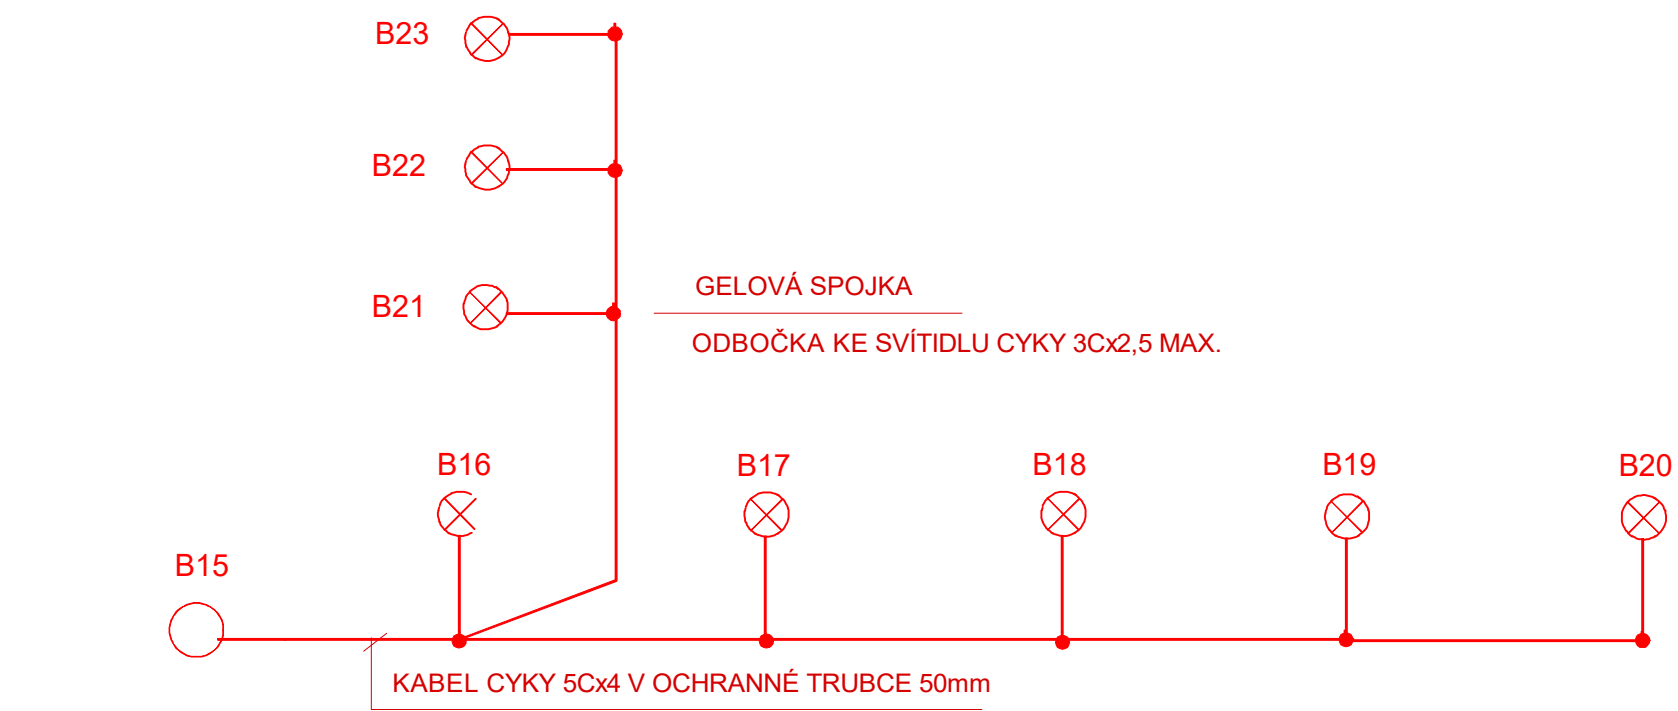 B23
B22
B21
GELOVÁ SPOJKA
ODBOČKA KE SVÍTIDLU CYKY 3Cx2,5 MAX.
B16
B17
B18
B19
B20
B15
KABEL CYKY 5Cx4 V OCHRANNÉ TRUBCE 50mm